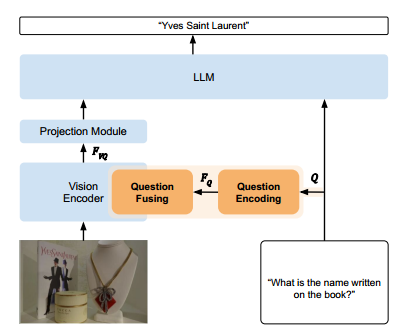 "Yves Saint Laurent"
LLM
Projection Module
F_VQ
Vision
Encoder
Question
Fusing
F_Q
Question
Encoding
Q
"What is the name written
on the book?"